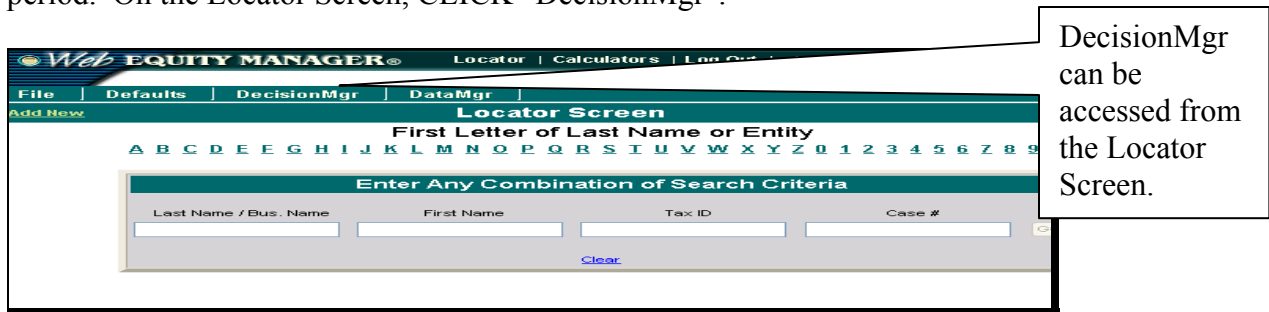 period. On the Locator Screen, CLICK "DecisionMgr".
DecisionMgr
can be
accessed from
the Locator
Screen.
Web EQUITY MANAGER® Locator | Calculators | Log Out
File | Defaults | DecisionMgr | DataMgr |
Add New Locator Screen
First Letter of Last Name or Entity
A B C D E F G H I J K L M N O P Q R S T U V W X Y Z 0 1 2 3 4 5 6 7 8 9
Enter Any Combination of Search Criteria
Last Name / Bus. Name First Name Tax ID Case #
Clear